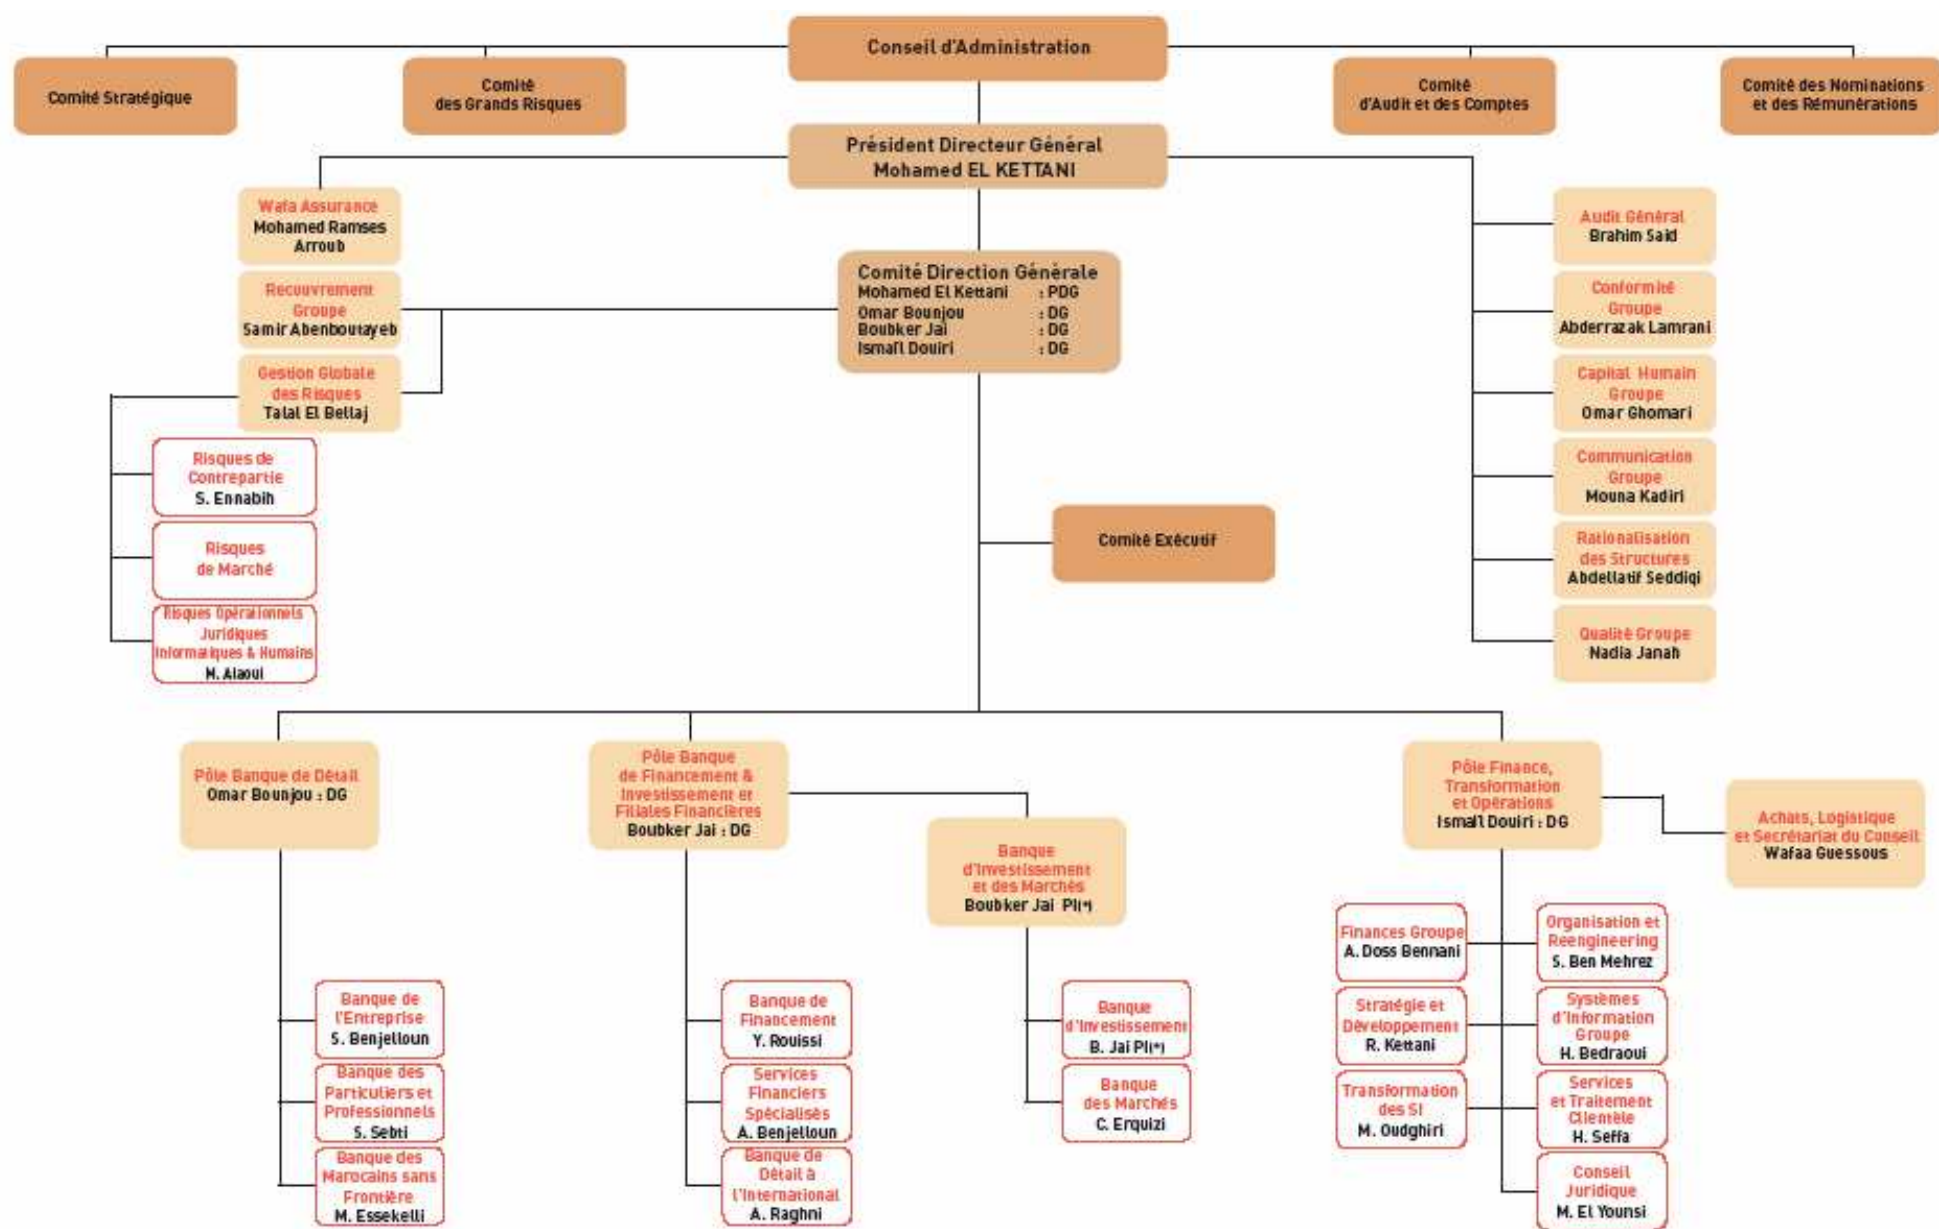 Conseil d'Administration
Comité Stratégique
Comité
des Grands Risques
Comité
d'Audit et des Comptes
Comité des Nominations
et des Rémunérations
Président Directeur Général
Mohamed EL KETTANI
Wafa Assurance
Mohamed Ramses
Arroub
Recouvrement
Groupe
Samir Abenboutayeb
Gestion Globale
des Risques
Talal El Bellaj
Risques de
Contrepartie
S. Ennabih
Risques
de Marché
Risques Opérationnels
Juridiques
Informatiques & Humains
M. Alaoui
Comité Direction Générale
Mohamed El Kettani : PDG
Omar Bounjou : DG
Boubker Jai : DG
Ismaïl Douiri : DG
Comité Exécutif
Audit Général
Brahim Said
Conformité
Groupe
Abderrazak Lamrani
Capital Humain
Groupe
Omar Ghomari
Communication
Groupe
Mouna Kadiri
Rationalisation
des Structures
Abdellatif Seddiqi
Qualité Groupe
Nadia Janah
Pôle Banque de Détail
Omar Bounjou : DG
Banque de
l'Entreprise
S. Benjelloun
Banque des
Particuliers et
Professionnels
S. Sebti
Banque des
Marocains sans
Frontière
M. Essekelli
Pôle Banque
de Financement &
Investissement et
Filiales Financières
Boubker Jai : DG
Banque de
Financement
Y. Rouissi
Services
Financiers
Spécialisés
A. Benjelloun
Banque de
Détail à
l'International
A. Raghni
Banque
d'Investissement
et des Marchés
Boubker Jai PI(*)
Banque
d'Investissement
B. Jai PI(*)
Banque
des Marchés
C. Erquizi
Pôle Finance,
Transformation
et Opérations
Ismaïl Douiri : DG
Achats, Logistique
et Secrétariat du Conseil
Wafaa Guessous
Finances Groupe
A. Doss Bennani
Organisation et
Reengineering
S. Ben Mehrez
Stratégie et
Développement
R. Kettani
Systèmes
d'Information
Groupe
H. Bedraoui
Transformation
des SI
M. Oudghiri
Services
et Traitement
Clientèle
H. Seffa
Conseil
Juridique
M. El Younsi